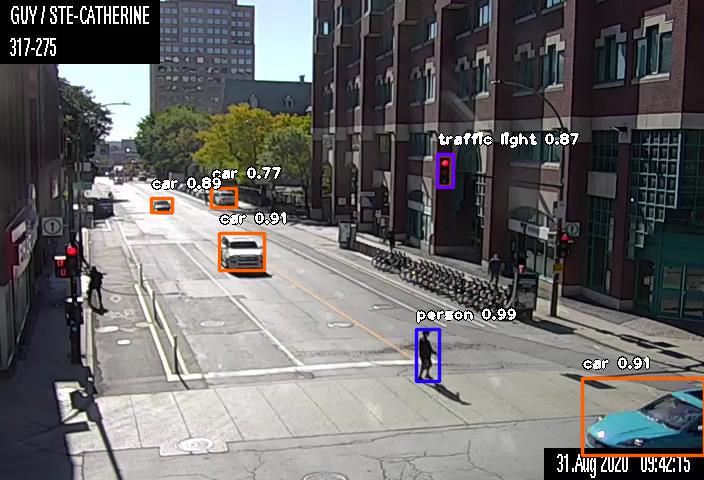 GUY / STE-CATHERINE
317-275
traffic light 0.87
car 0.77
car 0.89
car 0.91
person 0.99
car 0.91
31.Aug 2020 09:42:15